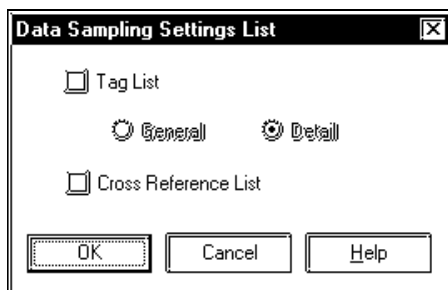 Data Sampling Settings List
Tag List
General Detail
Cross Reference List
OK Cancel Help